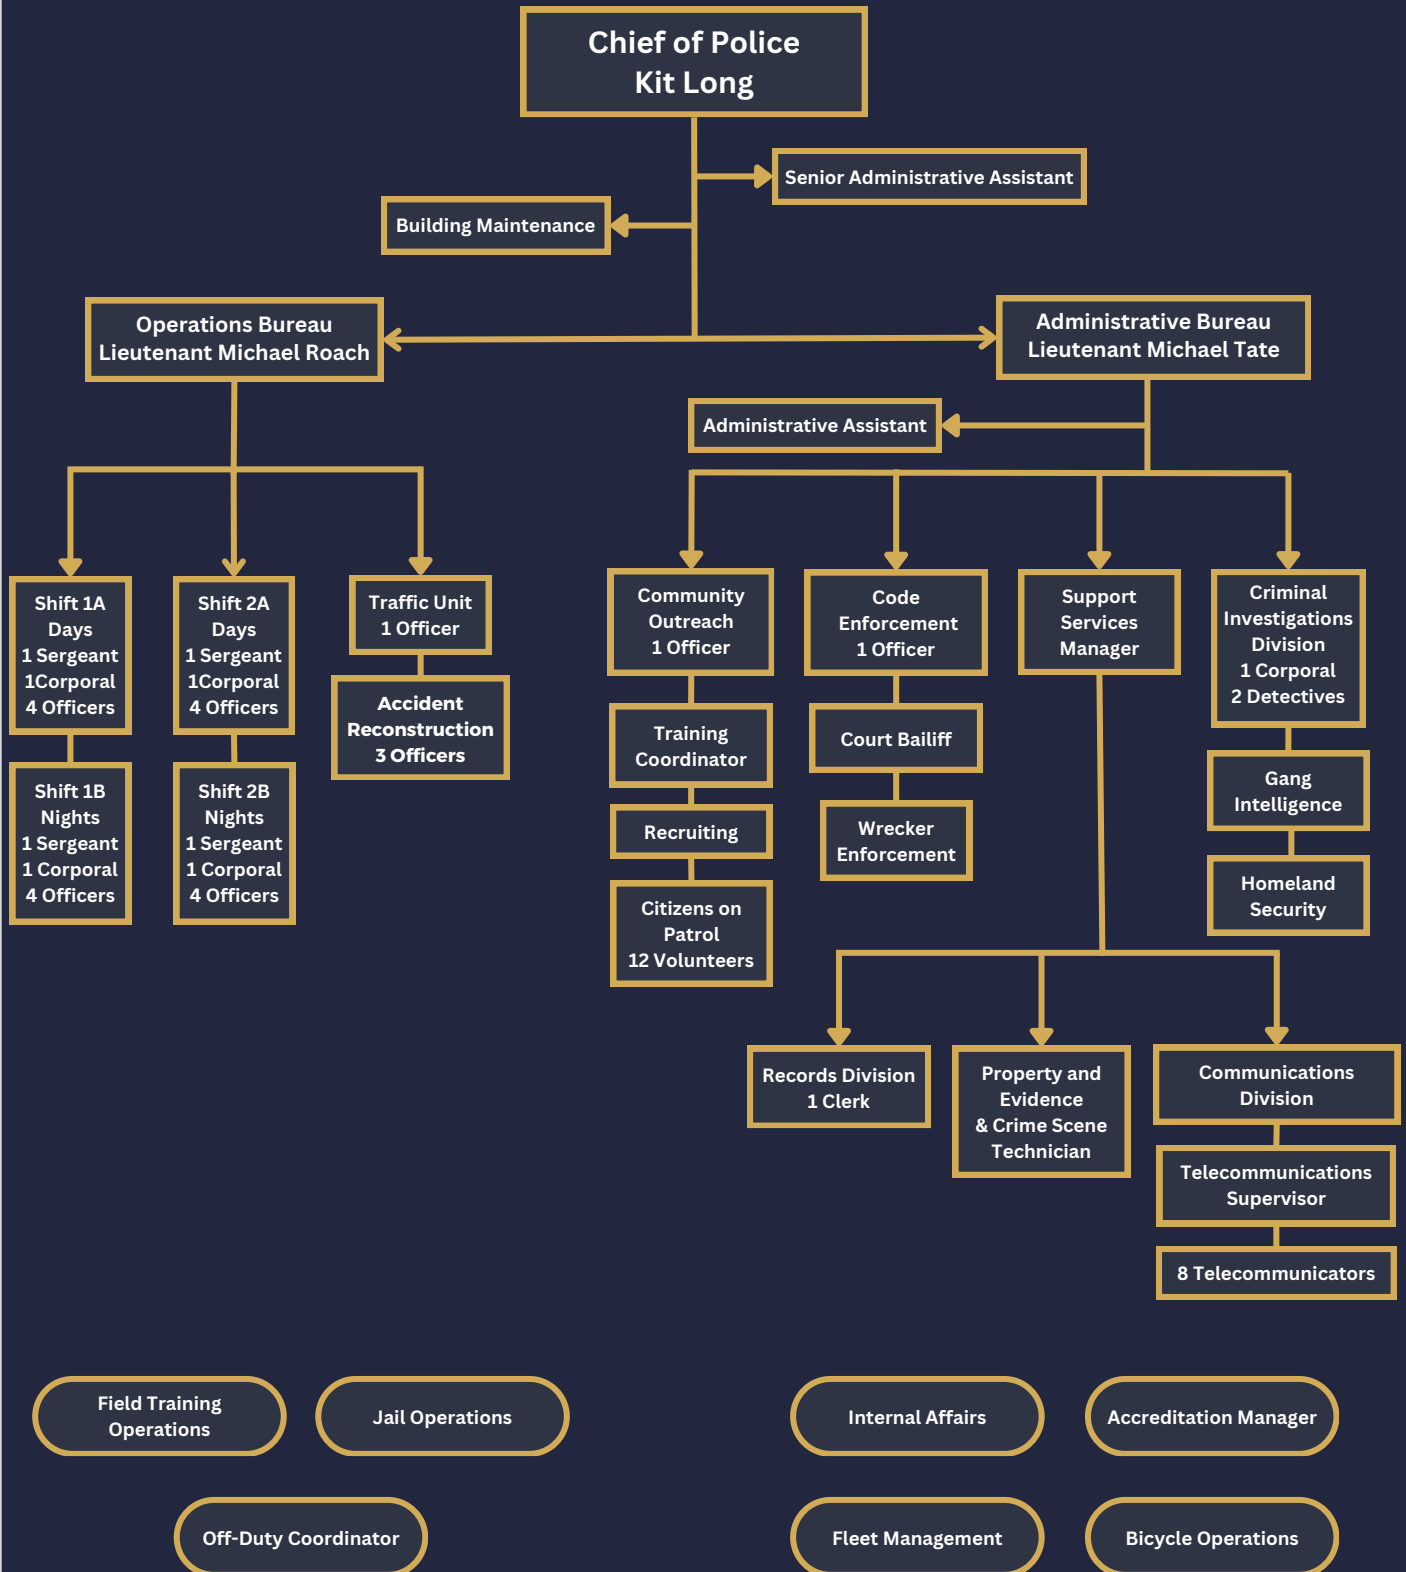 Chief of Police
Kit Long
Senior Administrative Assistant
Building Maintenance
Operations Bureau
Lieutenant Michael Roach
Administrative Bureau
Lieutenant Michael Tate
Administrative Assistant
Shift 1A
Days
1 Sergeant
1Corporal
4 Officers
Shift 2A
Days
1 Sergeant
1Corporal
4 Officers
Traffic Unit
1 Officer
Accident
Reconstruction
3 Officers
Shift 1B
Nights
1 Sergeant
1 Corporal
4 Officers
Shift 2B
Nights
1 Sergeant
1 Corporal
4 Officers
Community
Outreach
1 Officer
Training
Coordinator
Recruiting
Citizens on
Patrol
12 Volunteers
Code
Enforcement
1 Officer
Court Bailiff
Wrecker
Enforcement
Support
Services
Manager
Criminal
Investigations
Division
1 Corporal
2 Detectives
Gang
Intelligence
Homeland
Security
Records Division
1 Clerk
Property and
Evidence
& Crime Scene
Technician
Communications
Division
Telecommunications
Supervisor
8 Telecommunicators
Field Training
Operations
Jail Operations
Internal Affairs
Accreditation Manager
Off-Duty Coordinator
Fleet Management
Bicycle Operations